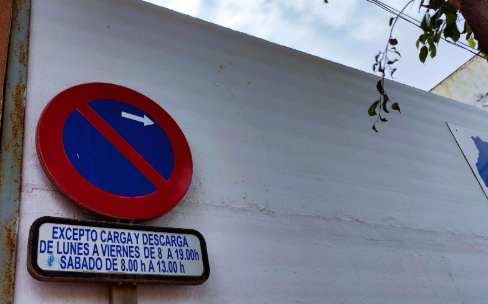 EXCEPTO CARGA Y DESCARGA
DE LUNES A VIERNES DE 8 A 19.00h
SABADO DE 8.00 h A 13.00 h